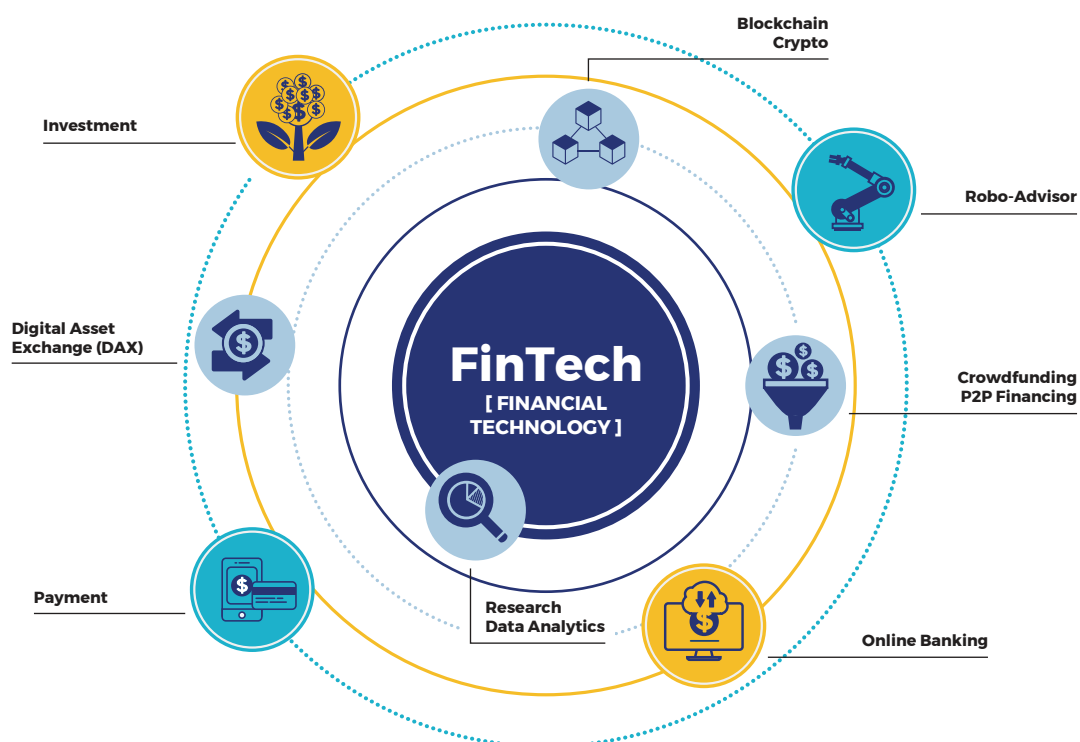 Blockchain
Crypto
Investment
Robo-Advisor
Digital Asset
Exchange (DAX)
FinTech
[ FINANCIAL
TECHNOLOGY ]
Crowdfunding
P2P Financing
Payment
Research
Data Analytics
Online Banking